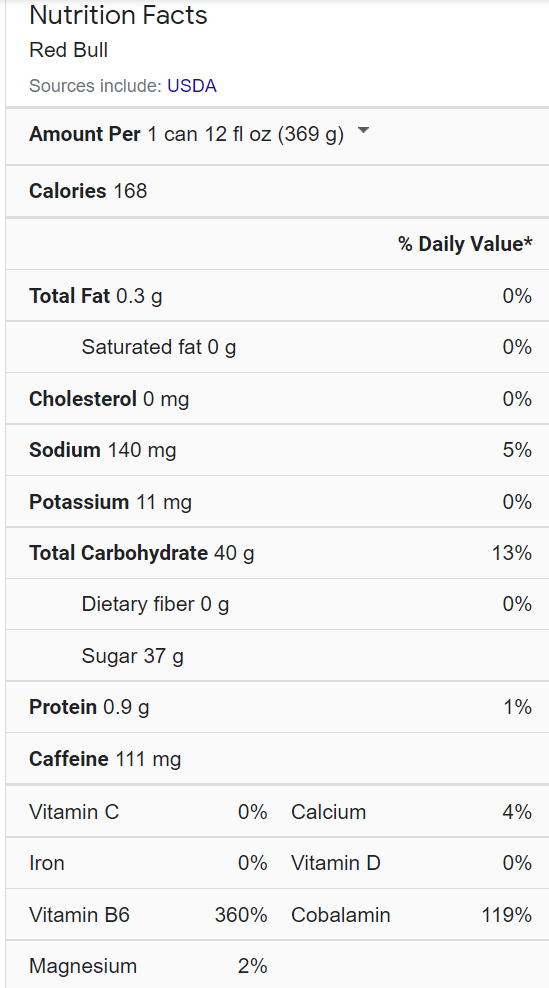 Nutrition Facts
Red Bull
Sources include: USDA
Amount Per 1 can 12 fl oz (369 g)
Calories 168
% Daily Value*
Total Fat 0.3 g 0%
Saturated fat 0 g 0%
Cholesterol 0 mg 0%
Sodium 140 mg 5%
Potassium 11 mg 0%
Total Carbohydrate 40 g 13%
Dietary fiber 0 g 0%
Sugar 37 g
Protein 0.9 g 1%
Caffeine 111 mg
Vitamin C 0% Calcium 4%
Iron 0% Vitamin D 0%
Vitamin B6 360% Cobalamin 119%
Magnesium 2%